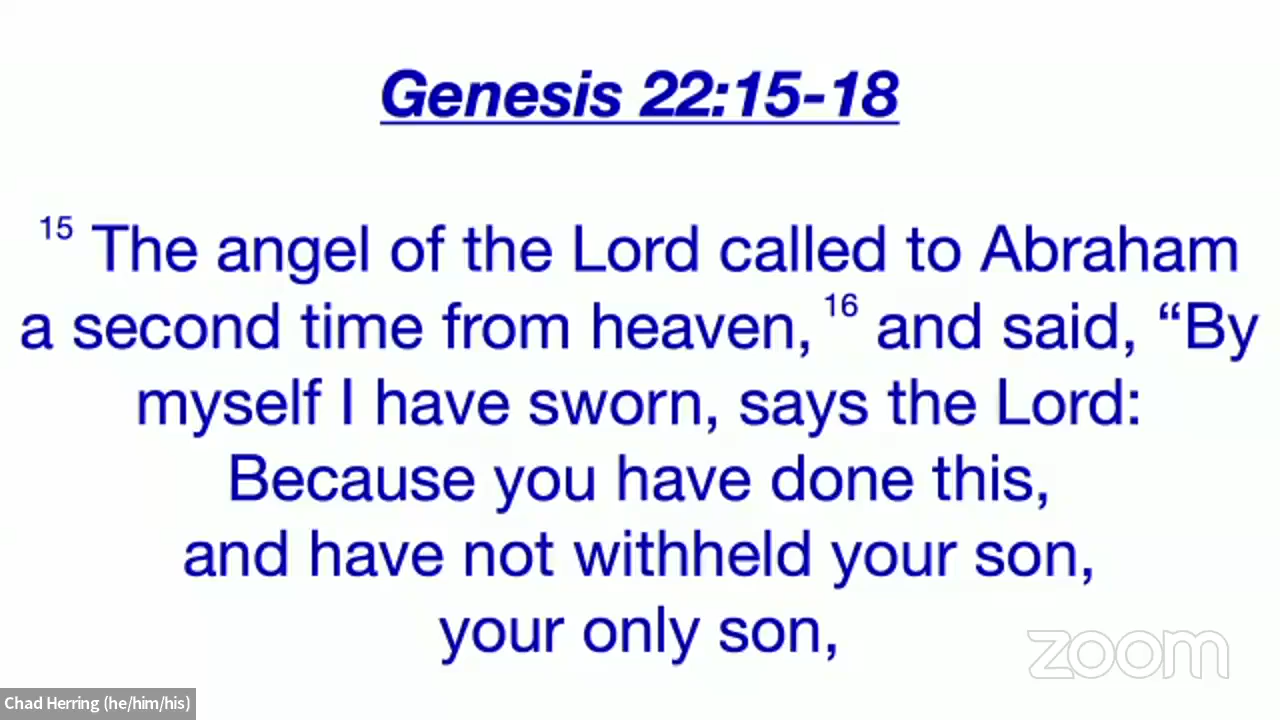 Genesis 22:15-18
15 The angel of the Lord called to Abraham
a second time from heaven, 16 and said, “By
myself I have sworn, says the Lord:
Because you have done this,
and have not withheld your son,
your only son,
zoom
Chad Herring (he/him/his)